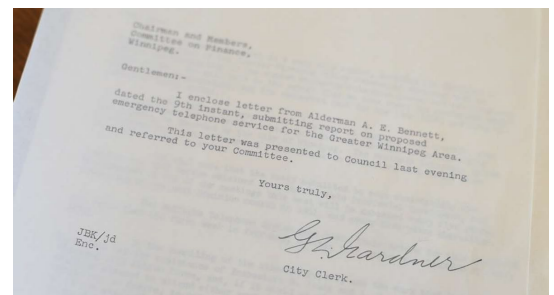 Chairman and Members,
Committee on Finance,
Winnipeg.
Gentlemen:-
I enclose letter from Alderman A. E. Bennett,
dated the 9th instant, submitting report on proposed
emergency telephone service for the Greater Winnipeg Area.
This letter was presented to Council last evening
and referred to your Committee.
Yours truly,
G. Gardner
City Clerk.
JBK/jd
Enc.